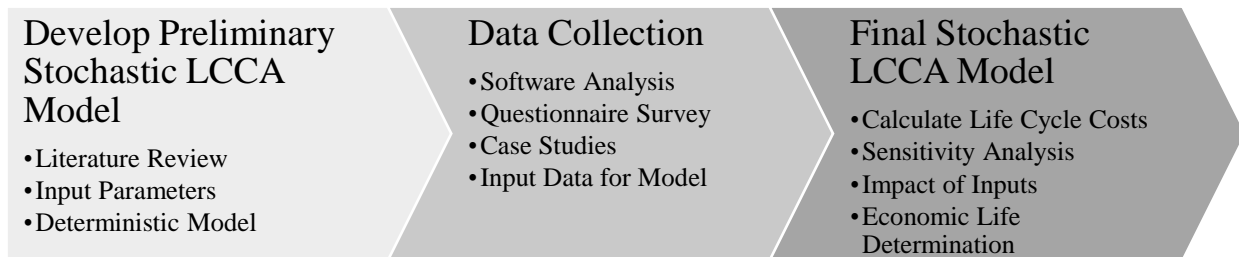 Develop Preliminary
Stochastic LCCA
Model
•Literature Review
•Input Parameters
•Deterministic Model
Data Collection
•Software Analysis
•Questionnaire Survey
•Case Studies
•Input Data for Model
Final Stochastic
LCCA Model
•Calculate Life Cycle Costs
•Sensitivity Analysis
•Impact of Inputs
•Economic Life
Determination